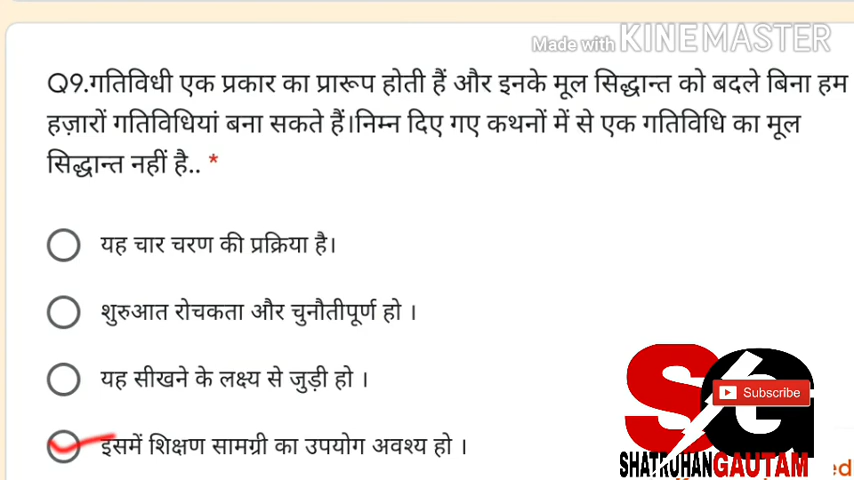 Made with KINEMASTER
Q9.गतिविधी एक प्रकार का प्रारूप होती हैं और इनके मूल सिद्धान्त को बदले बिना हम
हज़ारों गतिविधियां बना सकते हैं।निम्न दिए गए कथनों में से एक गतिविधि का मूल
सिद्धान्त नहीं है.. *
यह चार चरण की प्रक्रिया है।
शुरुआत रोचकता और चुनौतीपूर्ण हो ।
यह सीखने के लक्ष्य से जुड़ी हो ।
SG
Subscribe
इसमें शिक्षण सामग्री का उपयोग अवश्य हो ।
SHATRUHANGAUTAM